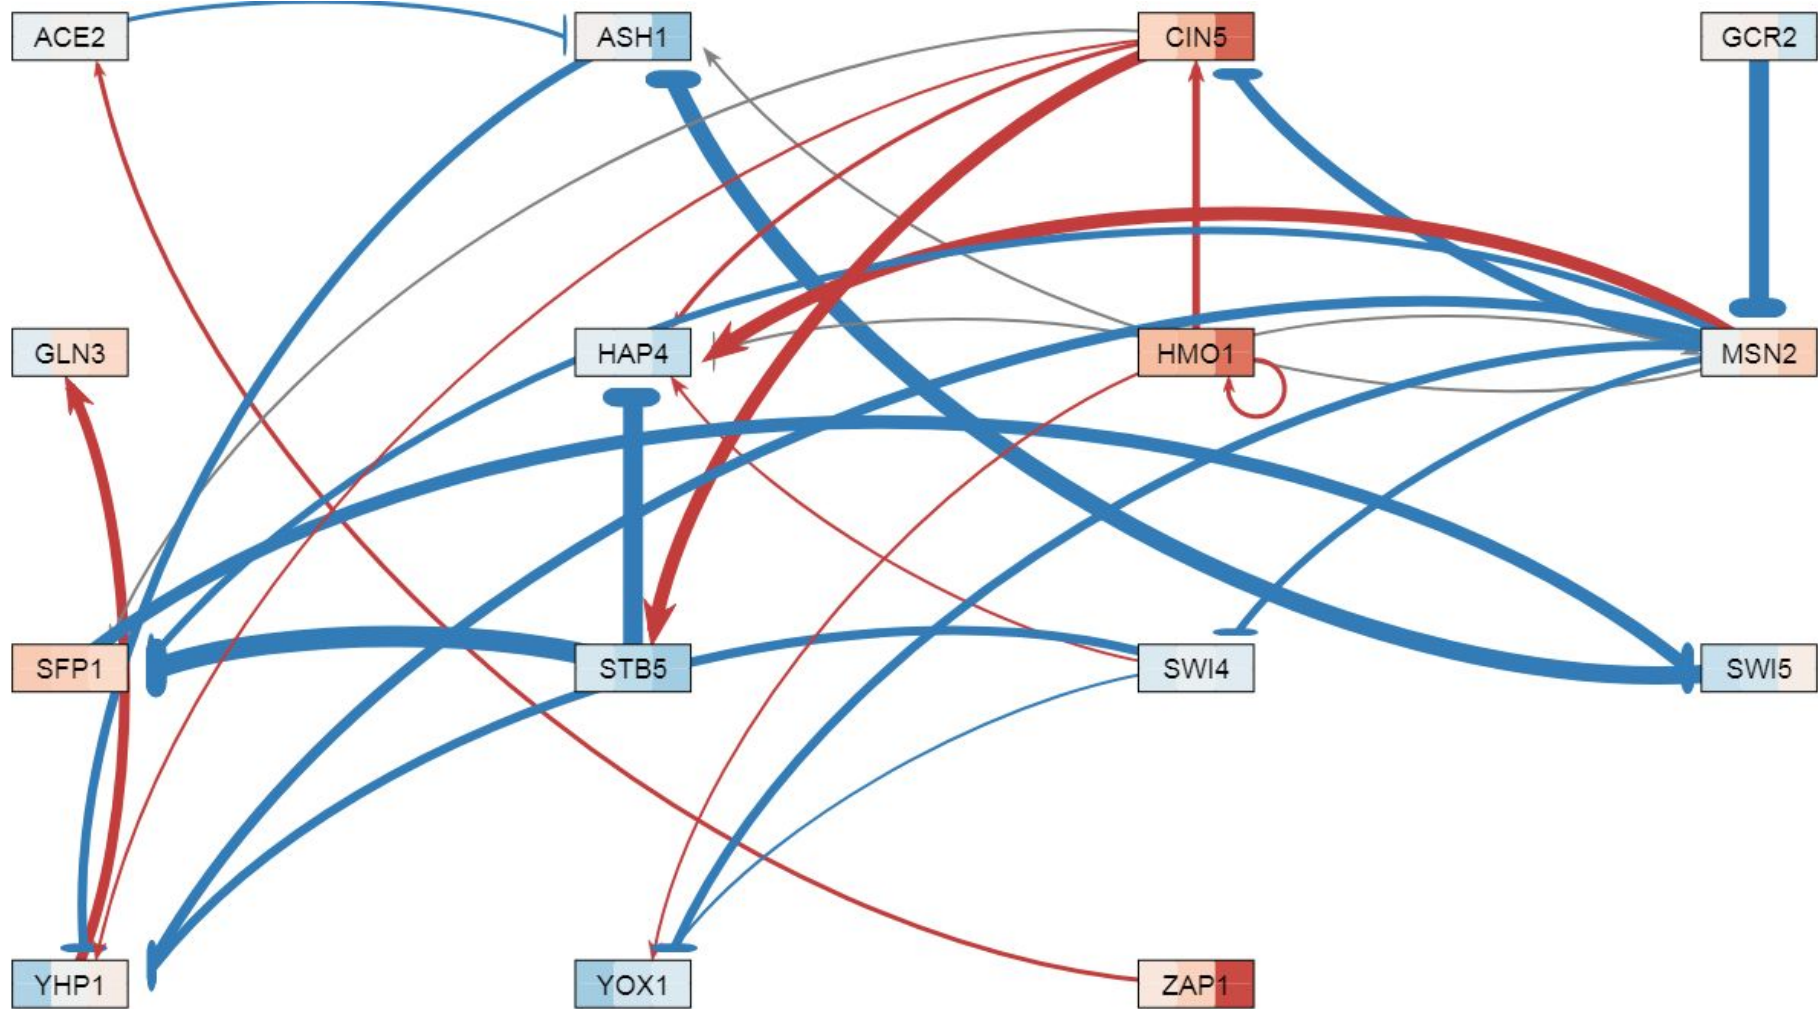 ACE2
ASH1
CIN5
GCR2
GLN3
HAP4
HMO1
MSN2
SFP1
STB5
SWI4
SWI5
YHP1
YOX1
ZAP1